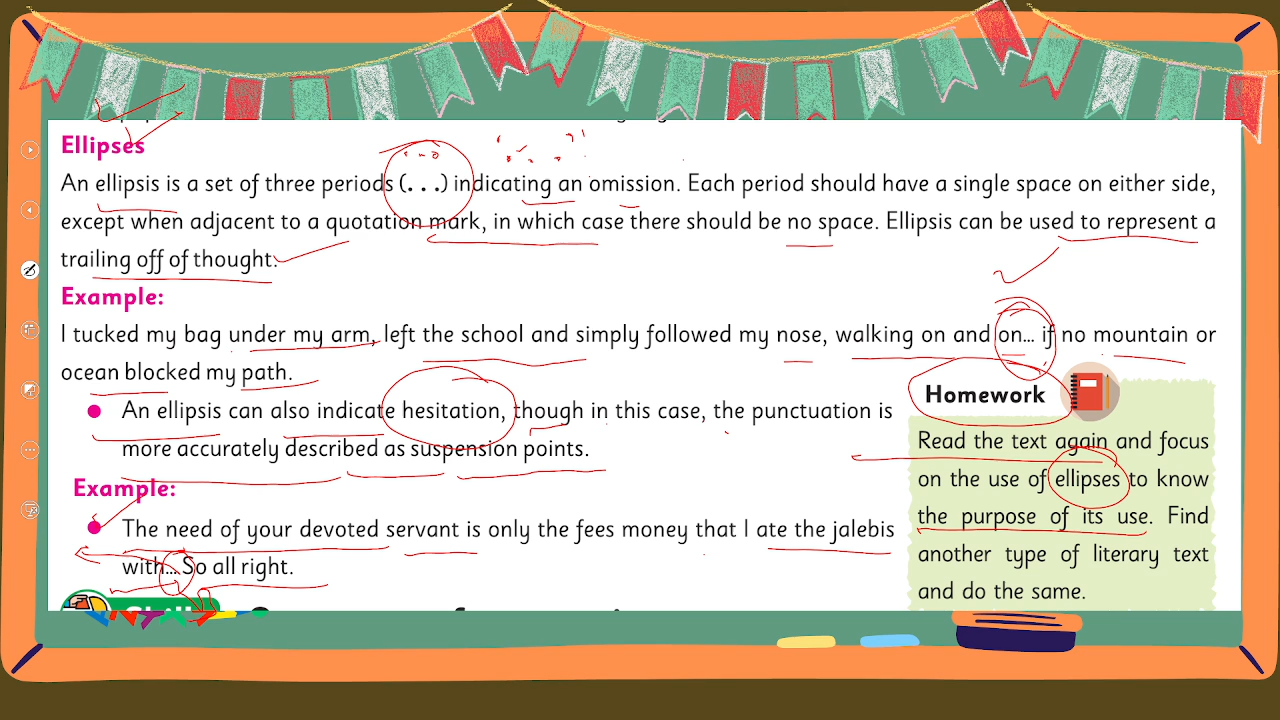 Ellipses
An ellipsis is a set of three periods (...) indicating an omission. Each period should have a single space on either side,
except when adjacent to a quotation mark, in which case there should be no space. Ellipsis can be used to represent a
trailing off of thought.
Example:
I tucked my bag under my arm, left the school and simply followed my nose, walking on and on... if no mountain or
ocean blocked my path.
An ellipsis can also indicate hesitation, though in this case, the punctuation is
more accurately described as suspension points.
Example:
The need of your devoted servant is only the fees money that I ate the jalebis
with... So all right.
Homework
Read the text again and focus
on the use of ellipses to know
the purpose of its use. Find
another type of literary text
and do the same.